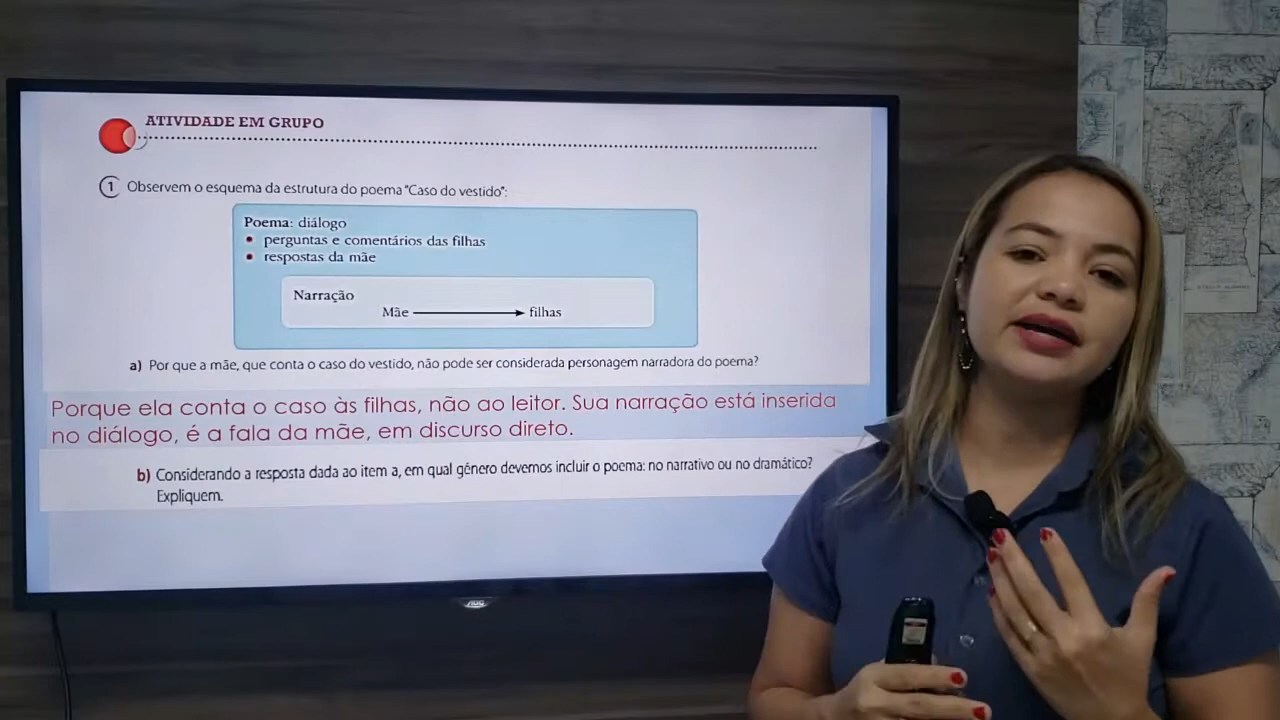 ATIVIDADE EM GRUPO
1 Observem o esquema da estrutura do poema "Caso do vestido":
Poema: diálogo
• perguntas e comentários das filhas
• respostas da mãe
Narração
Mãe → filhas
a) Por que a mãe, que conta o caso do vestido, não pode ser considerada personagem narradora do poema?
Porque ela conta o caso às filhas, não ao leitor. Sua narração está inserida
no diálogo, é a fala da mãe, em discurso direto.
b) Considerando a resposta dada ao item a, em qual gênero devemos incluir o poema: no narrativo ou no dramático?
Expliquem.
AOC